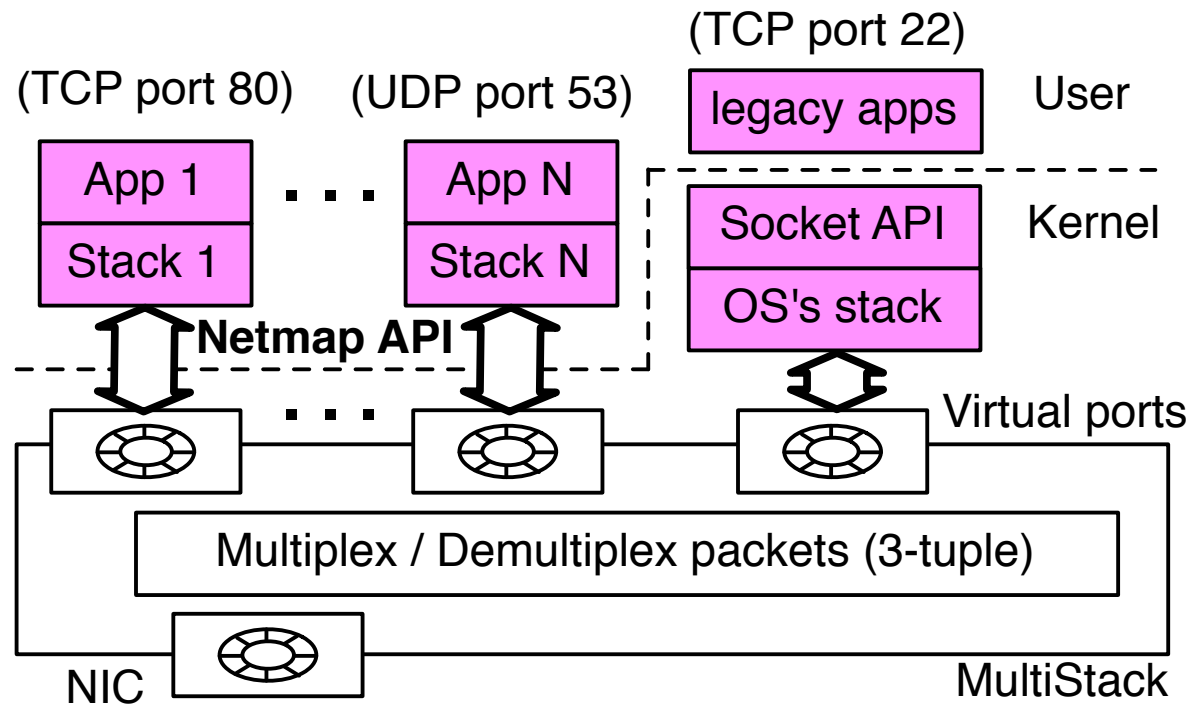 (TCP port 22)
(TCP port 80)
(UDP port 53)
legacy apps
User
App 1
. . .
App N
Socket API
Kernel
Stack 1
Stack N
OS's stack
Netmap API
. . .
Virtual ports
Multiplex / Demultiplex packets (3-tuple)
NIC
MultiStack